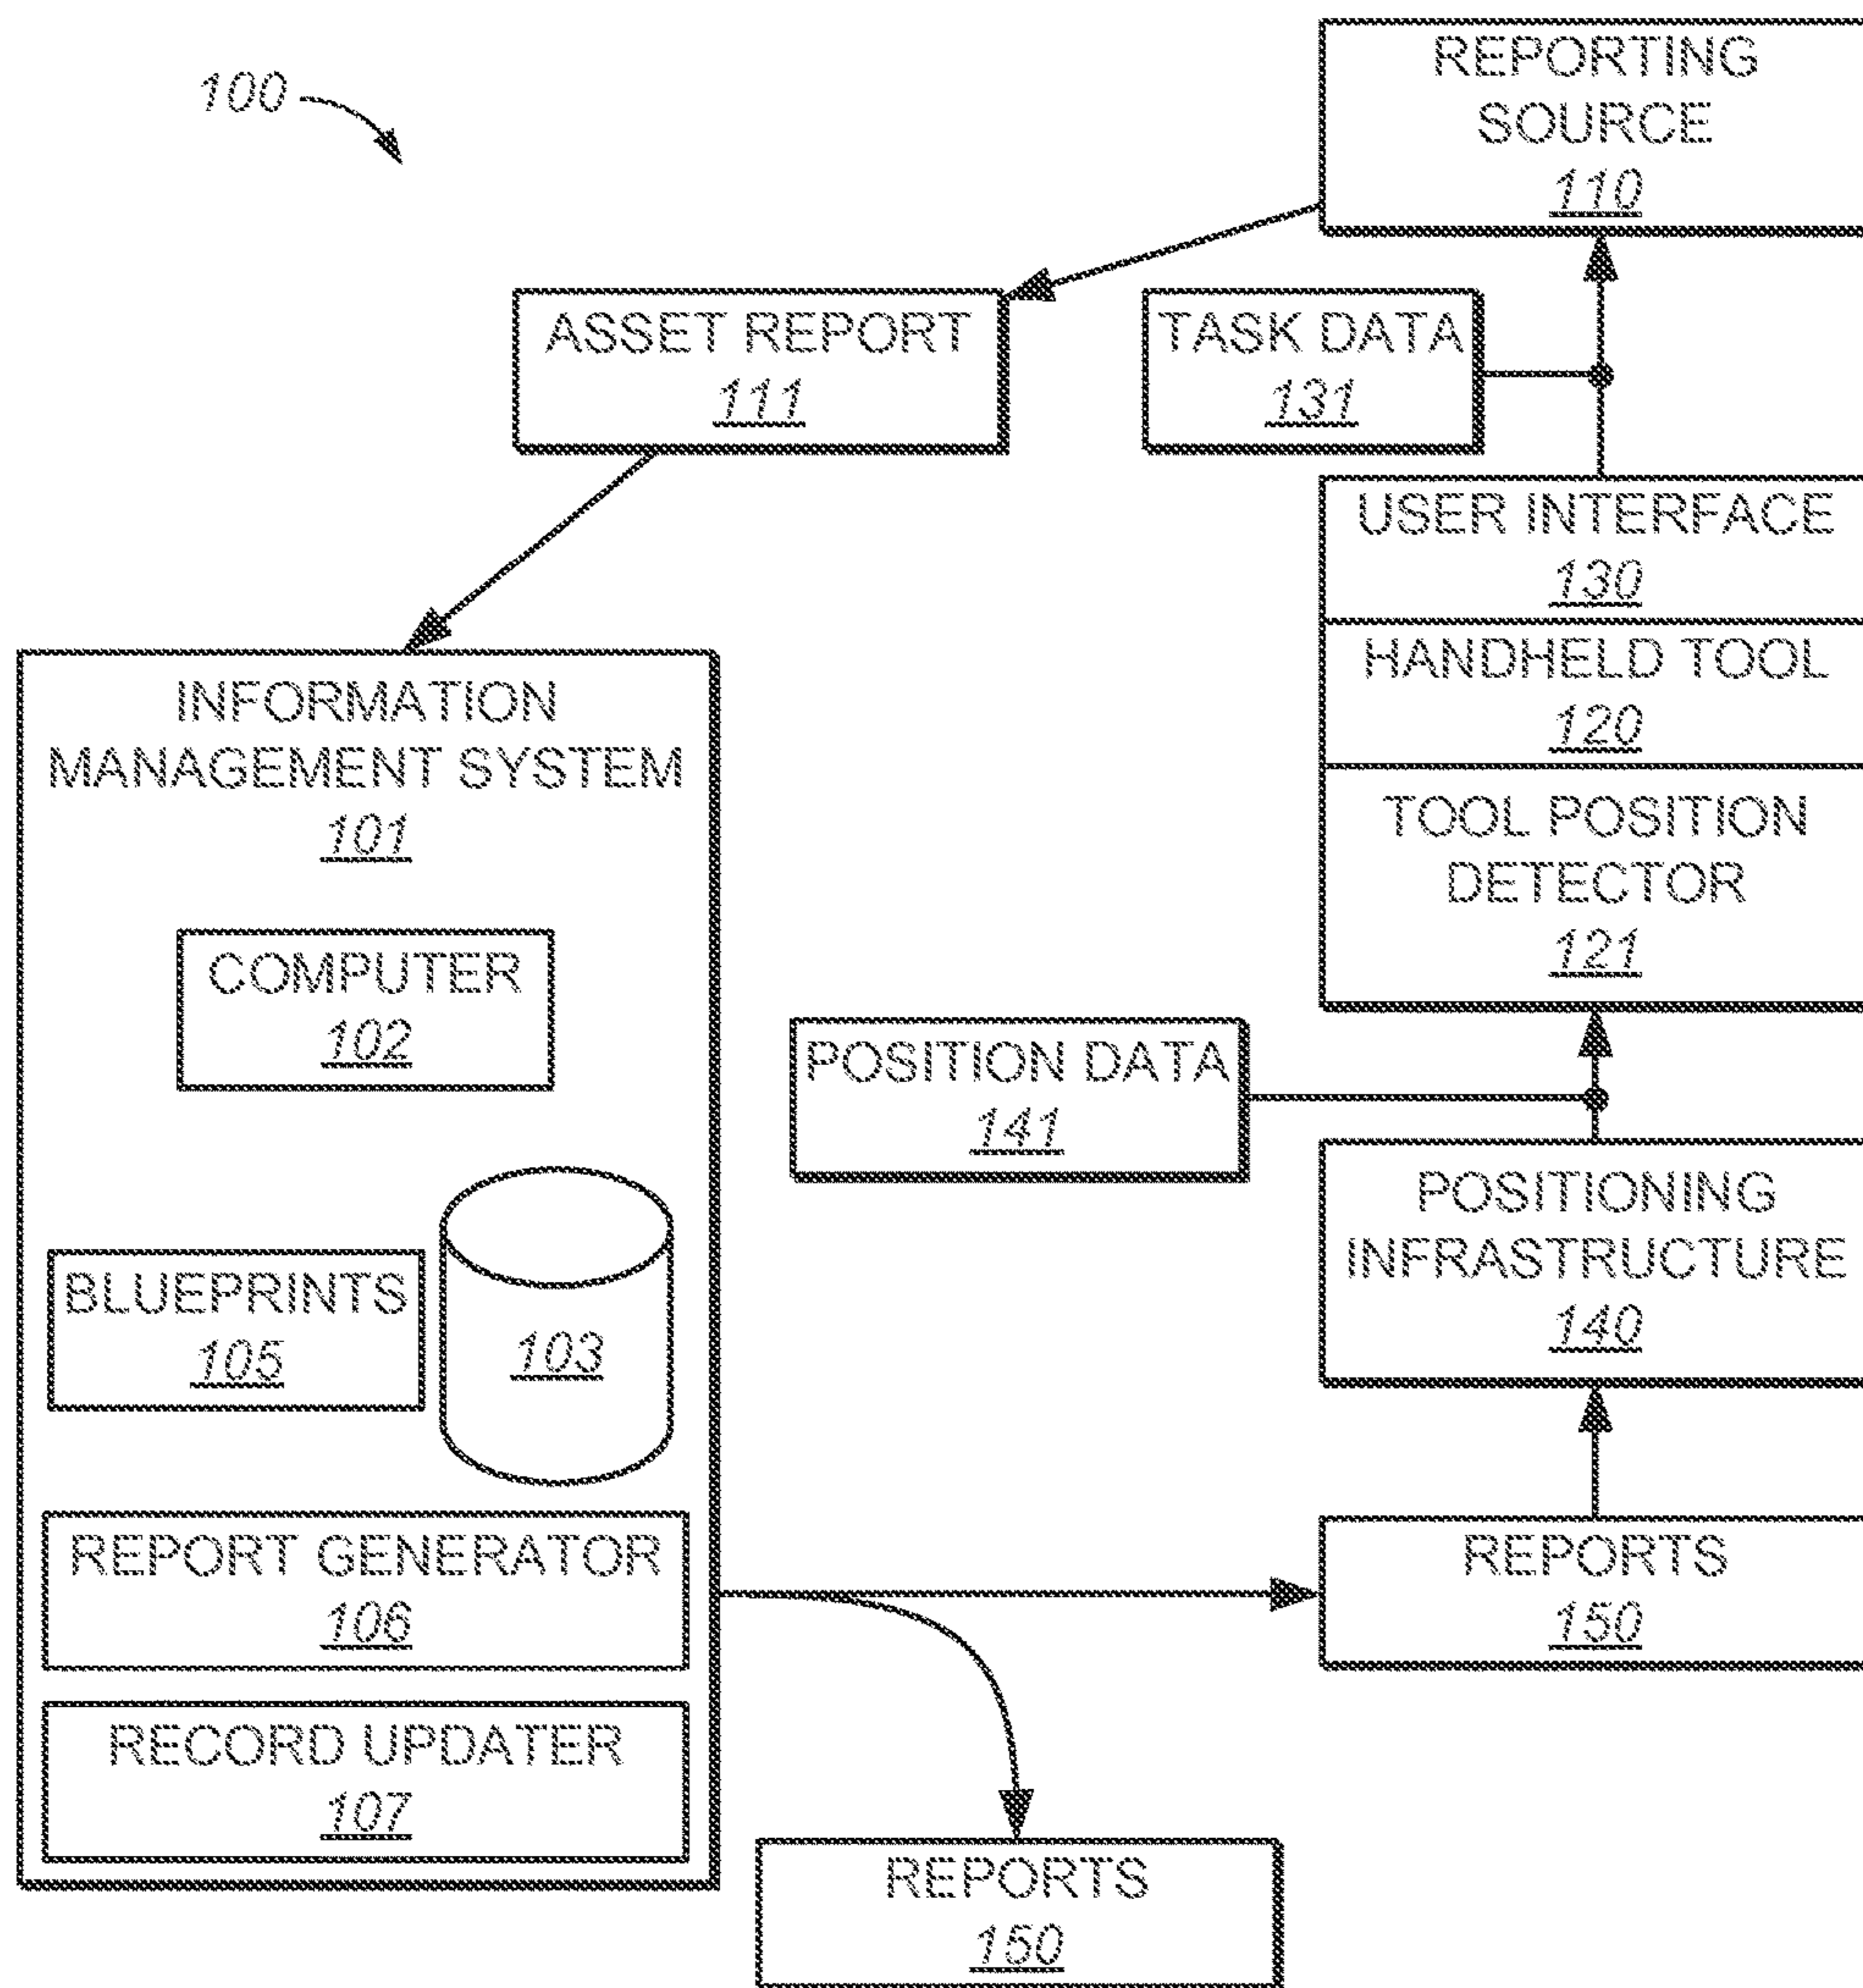 100
REPORTING
SOURCE
110
ASSET REPORT
111
TASK DATA
131
USER INTERFACE
130
HANDHELD TOOL
120
TOOL POSITION
DETECTOR
121
INFORMATION
MANAGEMENT SYSTEM
101
COMPUTER
102
POSITION DATA
141
POSITIONING
INFRASTRUCTURE
140
BLUEPRINTS
105
103
REPORT GENERATOR
106
REPORTS
150
RECORD UPDATER
107
REPORTS
150